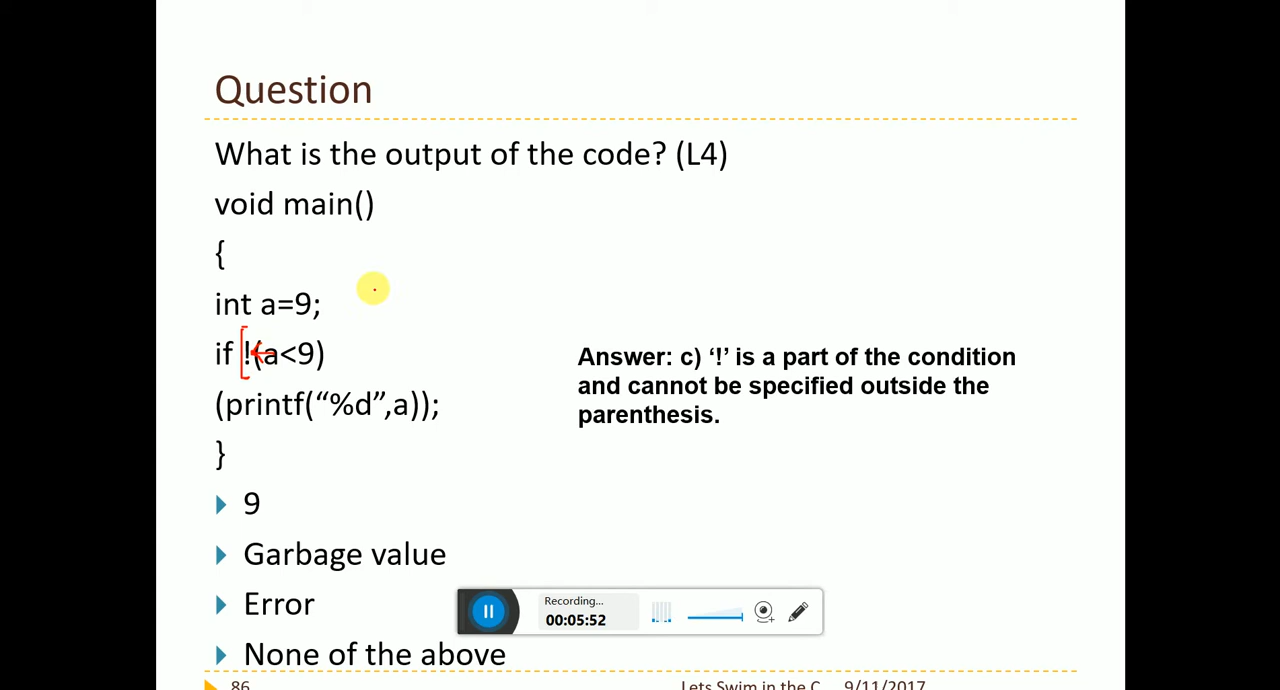 Question
What is the output of the code? (L4)
void main()
{
int a=9;
if !(a<9)
(printf(“%d”,a));
}
Answer: c) ‘!’ is a part of the condition
and cannot be specified outside the
parenthesis.
9
Garbage value
Error
None of the above
Recording...
00:05:52
86
Lets Swim in the C
9/11/2017